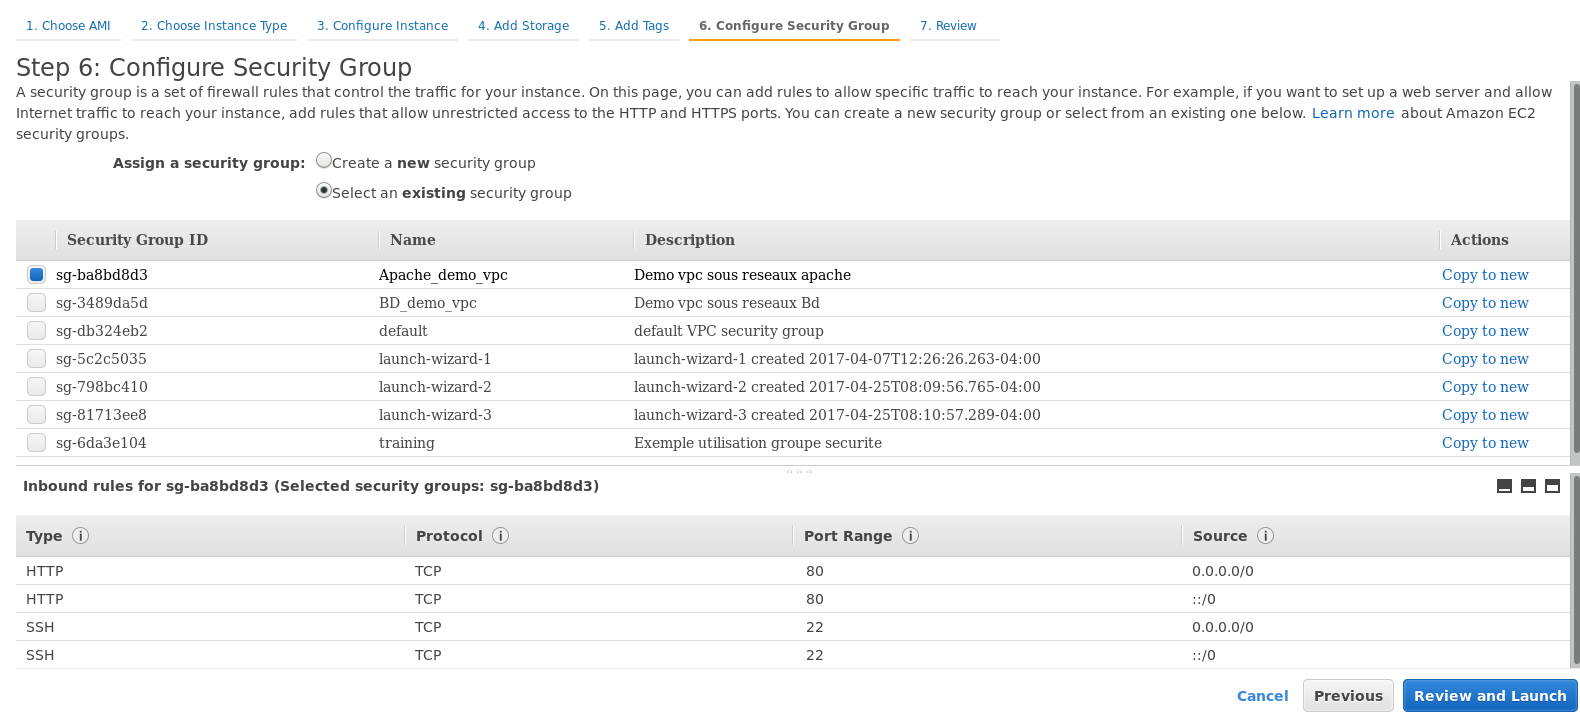 1. Choose AMI 2. Choose Instance Type 3. Configure Instance 4. Add Storage 5. Add Tags 6. Configure Security Group 7. Review
Step 6: Configure Security Group
A security group is a set of firewall rules that control the traffic for your instance. On this page, you can add rules to allow specific traffic to reach your instance. For example, if you want to set up a web server and allow
Internet traffic to reach your instance, add rules that allow unrestricted access to the HTTP and HTTPS ports. You can create a new security group or select from an existing one below. Learn more about Amazon EC2
security groups.
Assign a security group: Create a new security group
Select an existing security group
Security Group ID Name Description Actions
sg-ba8bd8d3 Apache_demo_vpc Demo vpc sous reseaux apache Copy to new
sg-3489da5d BD_demo_vpc Demo vpc sous reseaux Bd Copy to new
sg-db324eb2 default default VPC security group Copy to new
sg-5c2c5035 launch-wizard-1 launch-wizard-1 created 2017-04-07T12:26:26.263-04:00 Copy to new
sg-798bc410 launch-wizard-2 launch-wizard-2 created 2017-04-25T08:09:56.765-04:00 Copy to new
sg-81713ee8 launch-wizard-3 launch-wizard-3 created 2017-04-25T08:10:57.289-04:00 Copy to new
sg-6da3e104 training Exemple utilisation groupe securite Copy to new
Inbound rules for sg-ba8bd8d3 (Selected security groups: sg-ba8bd8d3)
Type i Protocol i Port Range i Source i
HTTP TCP 80 0.0.0.0/0
HTTP TCP 80 ::/0
SSH TCP 22 0.0.0.0/0
SSH TCP 22 ::/0
Cancel Previous Review and Launch